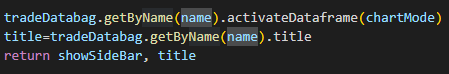 tradeDatabag.getByName(name).activateDataframe(chartMode)
title=tradeDatabag.getByName(name).title
return showSideBar, title